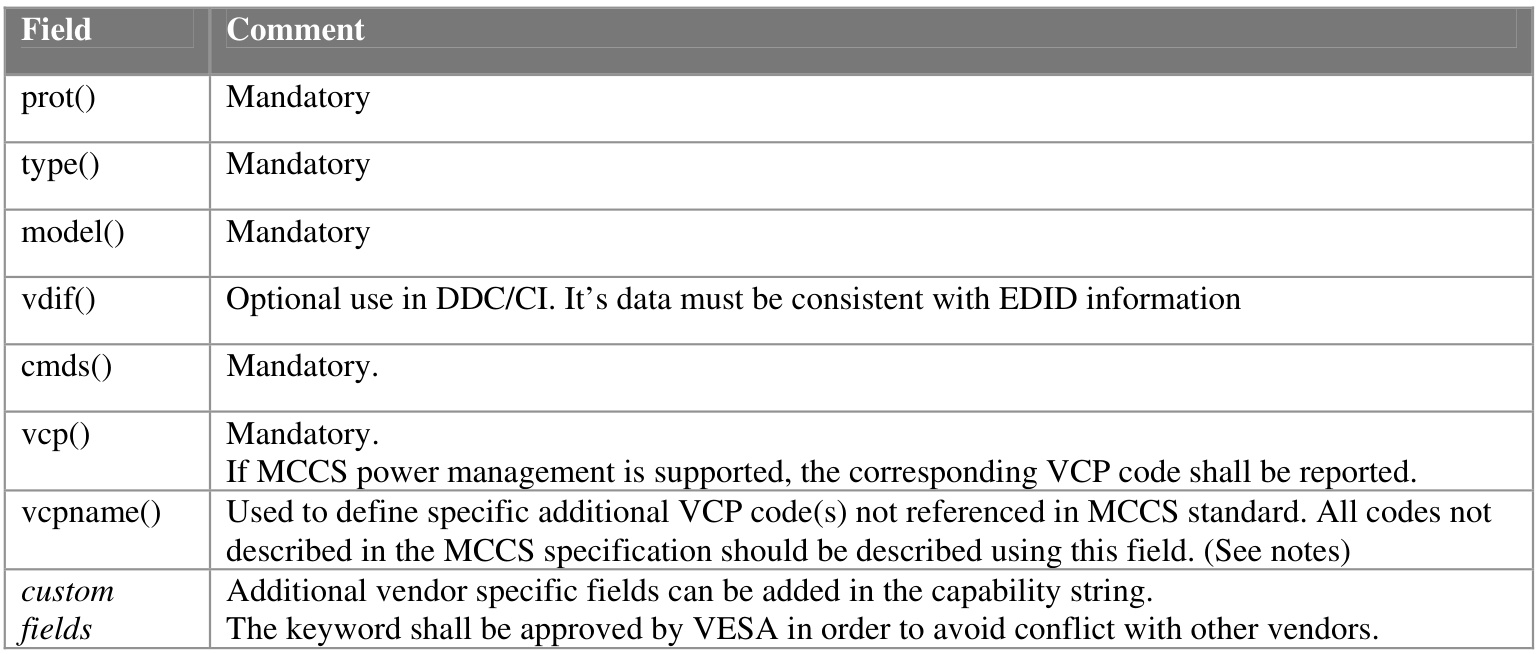 Field Comment
prot() Mandatory
type() Mandatory
model() Mandatory
vdif() Optional use in DDC/CI. It’s data must be consistent with EDID information
cmds() Mandatory.
vcp() Mandatory.
If MCCS power management is supported, the corresponding VCP code shall be reported.
vcpname() Used to define specific additional VCP code(s) not referenced in MCCS standard. All codes not
described in the MCCS specification should be described using this field. (See notes)
custom Additional vendor specific fields can be added in the capability string.
fields The keyword shall be approved by VESA in order to avoid conflict with other vendors.